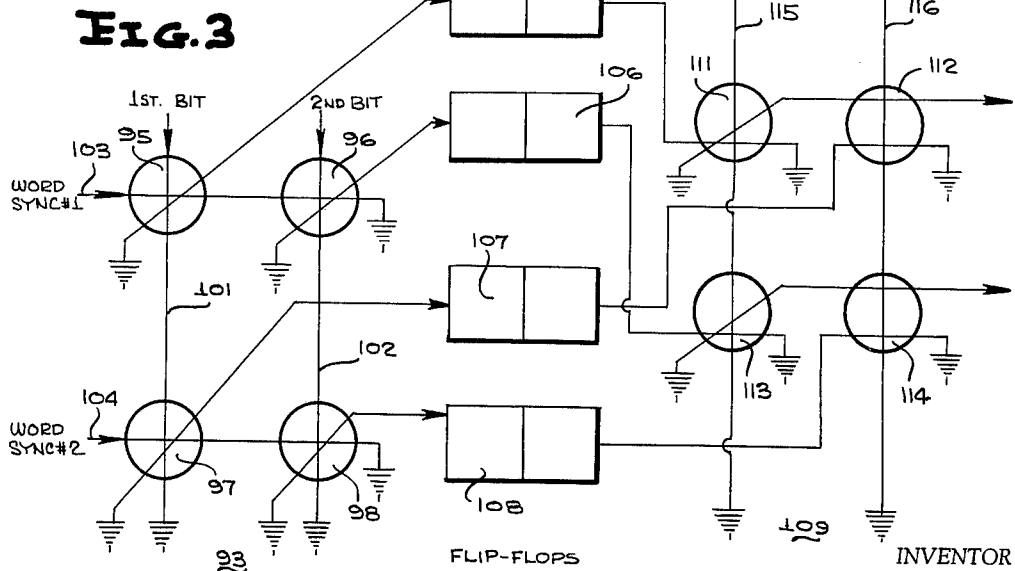 FIG.3
115
116
111
112
106
1ST. BIT
2ND BIT
95
96
103
WORD
SYNC#1
107
101
102
104
113
114
WORD
SYNC#2
97
98
108
109
93
FLIP-FLOPS
INVENTOR